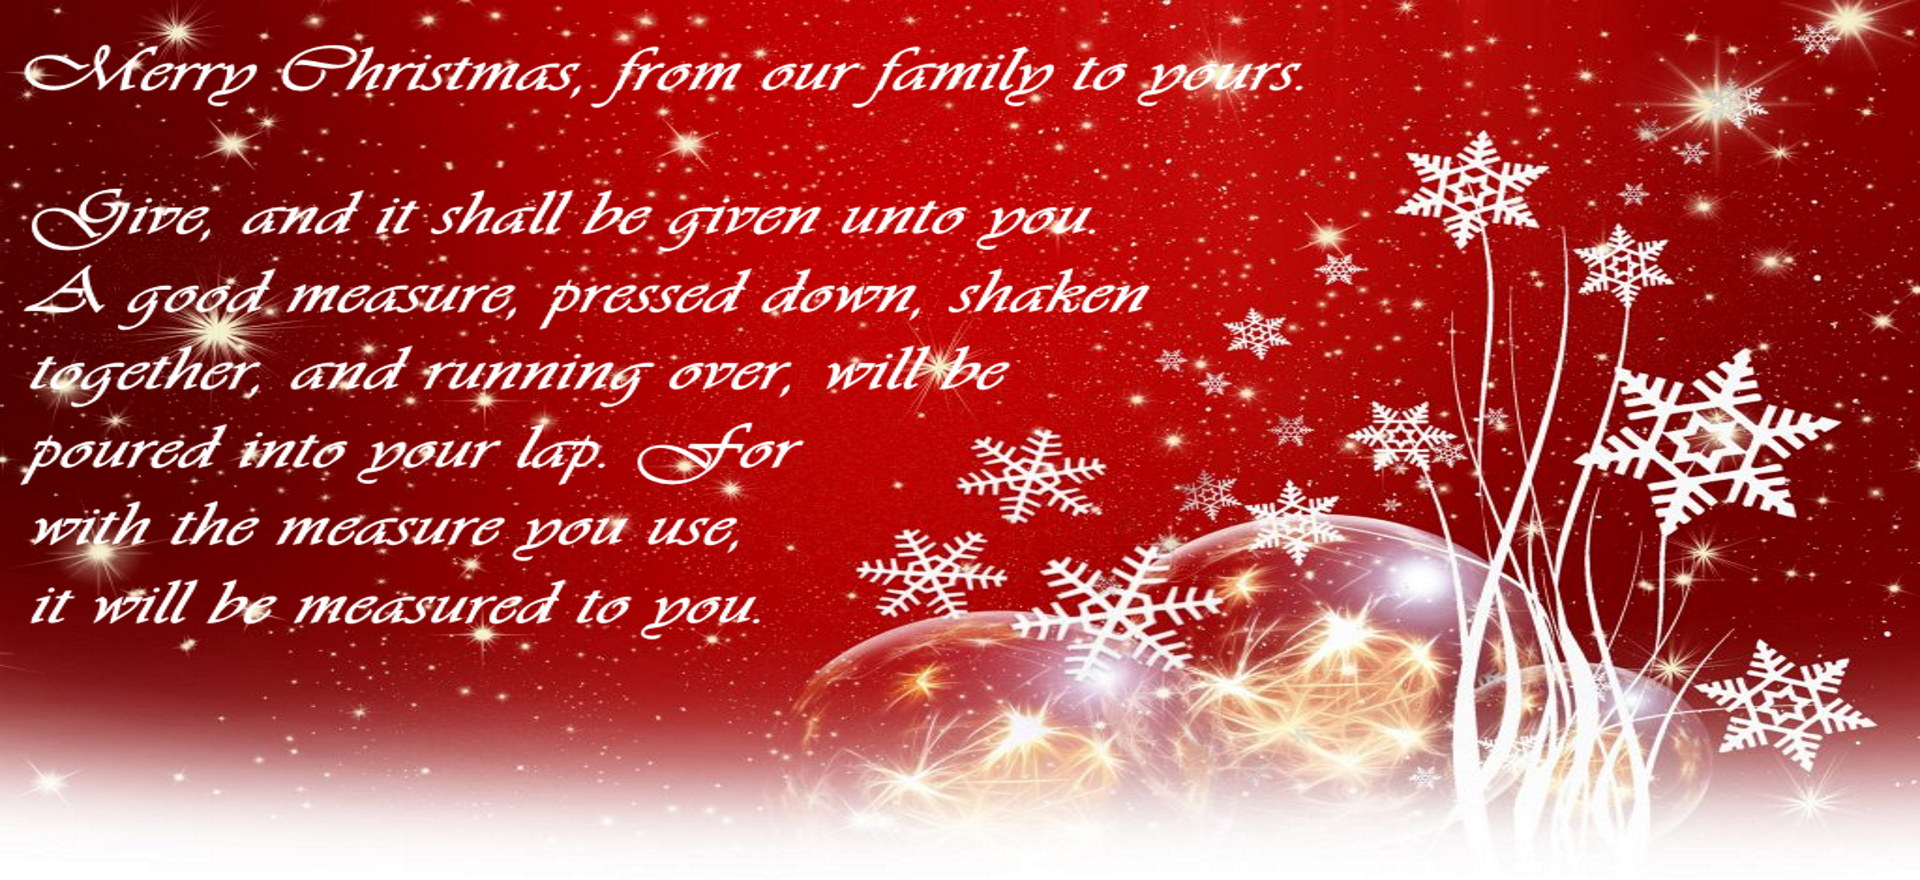 Merry Christmas, from our family to yours.
Give, and it shall be given unto you.
A good measure, pressed down, shaken
together, and running over, will be
poured into your lap. For
with the measure you use,
it will be measured to you.